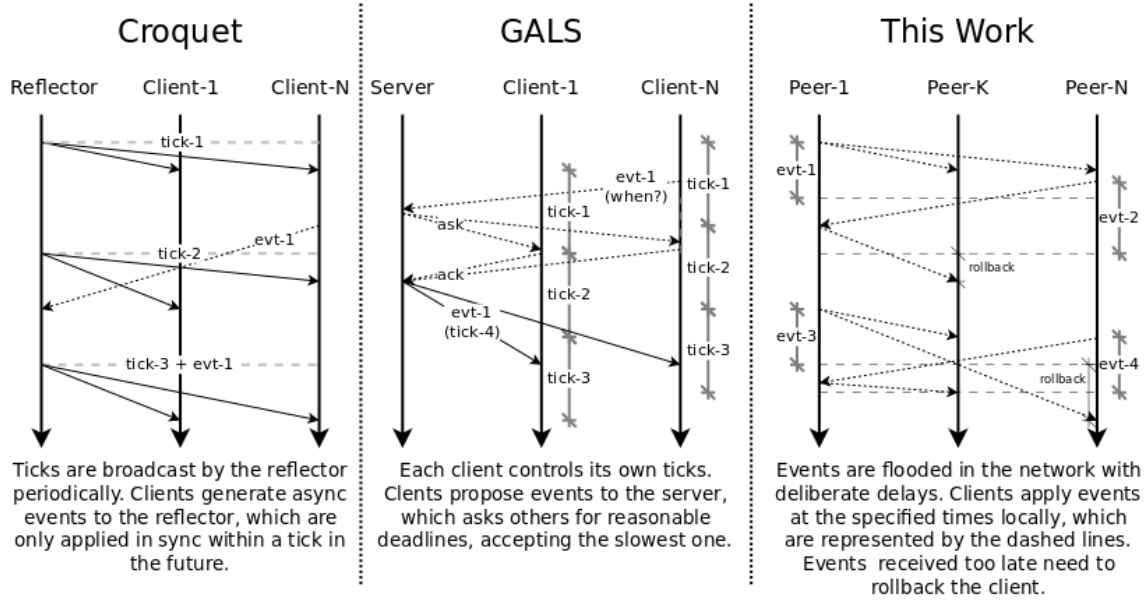 Croquet
Reflector Client-1 Client-N
tick-1
evt-1
tick-2
tick-3 + evt-1
Ticks are broadcast by the reflector
periodically. Clients generate async
events to the reflector, which are
only applied in sync within a tick in
the future.
GALS
Server Client-1 Client-N
evt-1
(when?)
tick-1
tick-1
ask
tick-2
ack
tick-2
evt-1
(tick-4)
tick-3
tick-3
Each client controls its own ticks.
Clents propose events to the server,
which asks others for reasonable
deadlines, accepting the slowest one.
This Work
Peer-1 Peer-K Peer-N
evt-1
evt-2
rollback
evt-3
evt-4
rollback
Events are flooded in the network with
deliberate delays. Clients apply events
at the specified times locally, which
are represented by the dashed lines.
Events received too late need to
rollback the client.